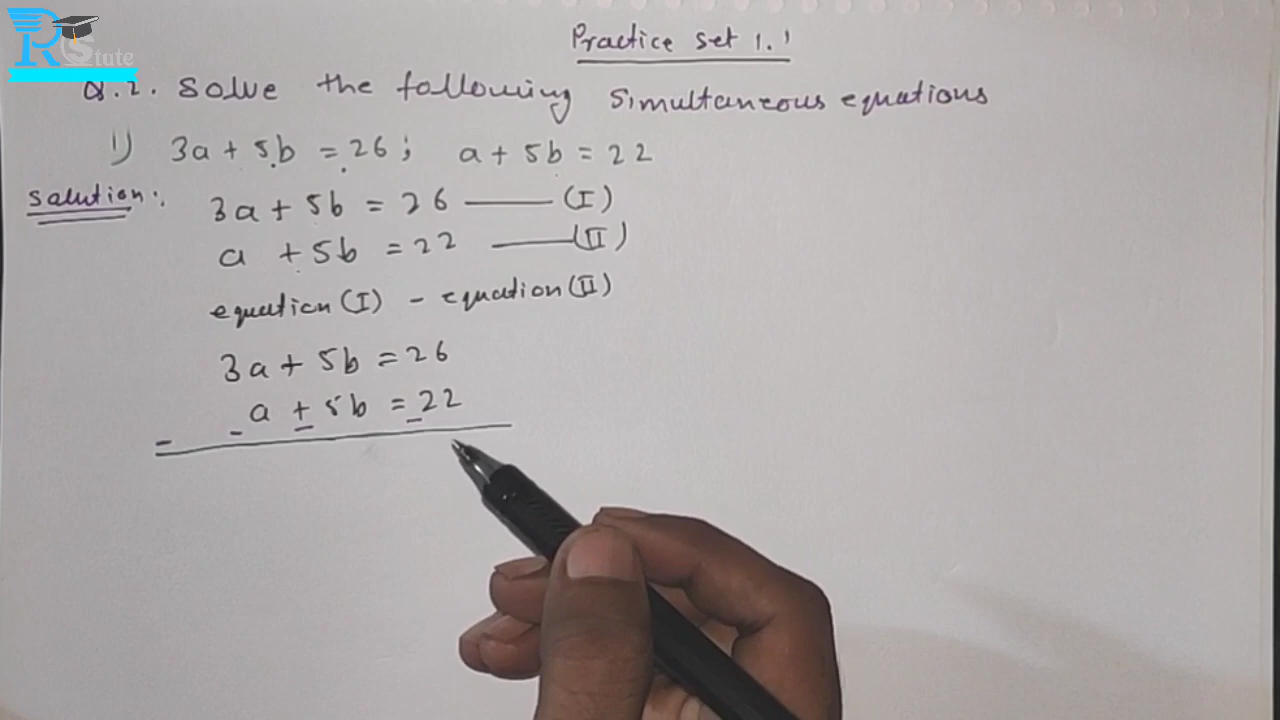 RStute
Practice set 1.1
Q.2. Solve the following simultaneous equations
1) 3a + 5b = 26; a + 5b = 22
Solution:
3a + 5b = 26 —— (I)
a + 5b = 22 —— (II)
equation (I) - equation (II)
3a + 5b = 26
a + 5b = 22
- - - -